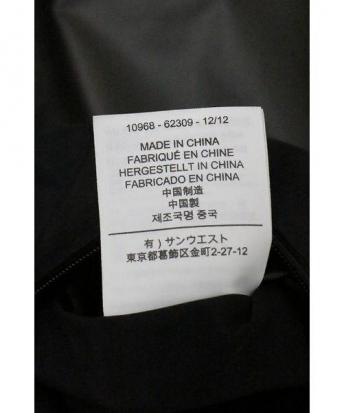 10968 - 62309 - 12/12
MADE IN CHINA
FABRIQUÉ EN CHINE
HERGESTELLT IN CHINA
FABRICADO EN CHINA
中国制造
中国製
제조국명 중국
有）サンウエスト
東京都葛飾区金町2-27-12